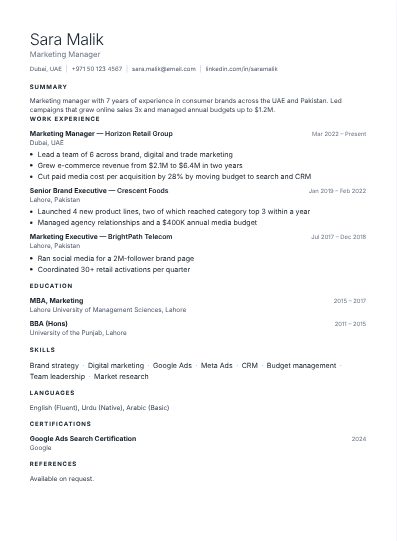 Sara Malik
Marketing Manager
Dubai, UAE | +971 50 123 4567 | sara.malik@email.com | linkedin.com/in/saramalik
SUMMARY
Marketing manager with 7 years of experience in consumer brands across the UAE and Pakistan. Led
campaigns that grew online sales 3x and managed annual budgets up to $1.2M.
WORK EXPERIENCE
Marketing Manager — Horizon Retail Group Mar 2022 – Present
Dubai, UAE
• Lead a team of 6 across brand, digital and trade marketing
• Grew e-commerce revenue from $2.1M to $6.4M in two years
• Cut paid media cost per acquisition by 28% by moving budget to search and CRM
Senior Brand Executive — Crescent Foods Jan 2019 – Feb 2022
Lahore, Pakistan
• Launched 4 new product lines, two of which reached category top 3 within a year
• Managed agency relationships and a $400K annual media budget
Marketing Executive — BrightPath Telecom Jul 2017 – Dec 2018
Lahore, Pakistan
• Ran social media for a 2M-follower brand page
• Coordinated 30+ retail activations per quarter
EDUCATION
MBA, Marketing 2015 – 2017
Lahore University of Management Sciences, Lahore
BBA (Hons) 2011 – 2015
University of the Punjab, Lahore
SKILLS
Brand strategy · Digital marketing · Google Ads · Meta Ads · CRM · Budget management ·
Team leadership · Market research
LANGUAGES
English (Fluent), Urdu (Native), Arabic (Basic)
CERTIFICATIONS
Google Ads Search Certification 2024
Google
REFERENCES
Available on request.